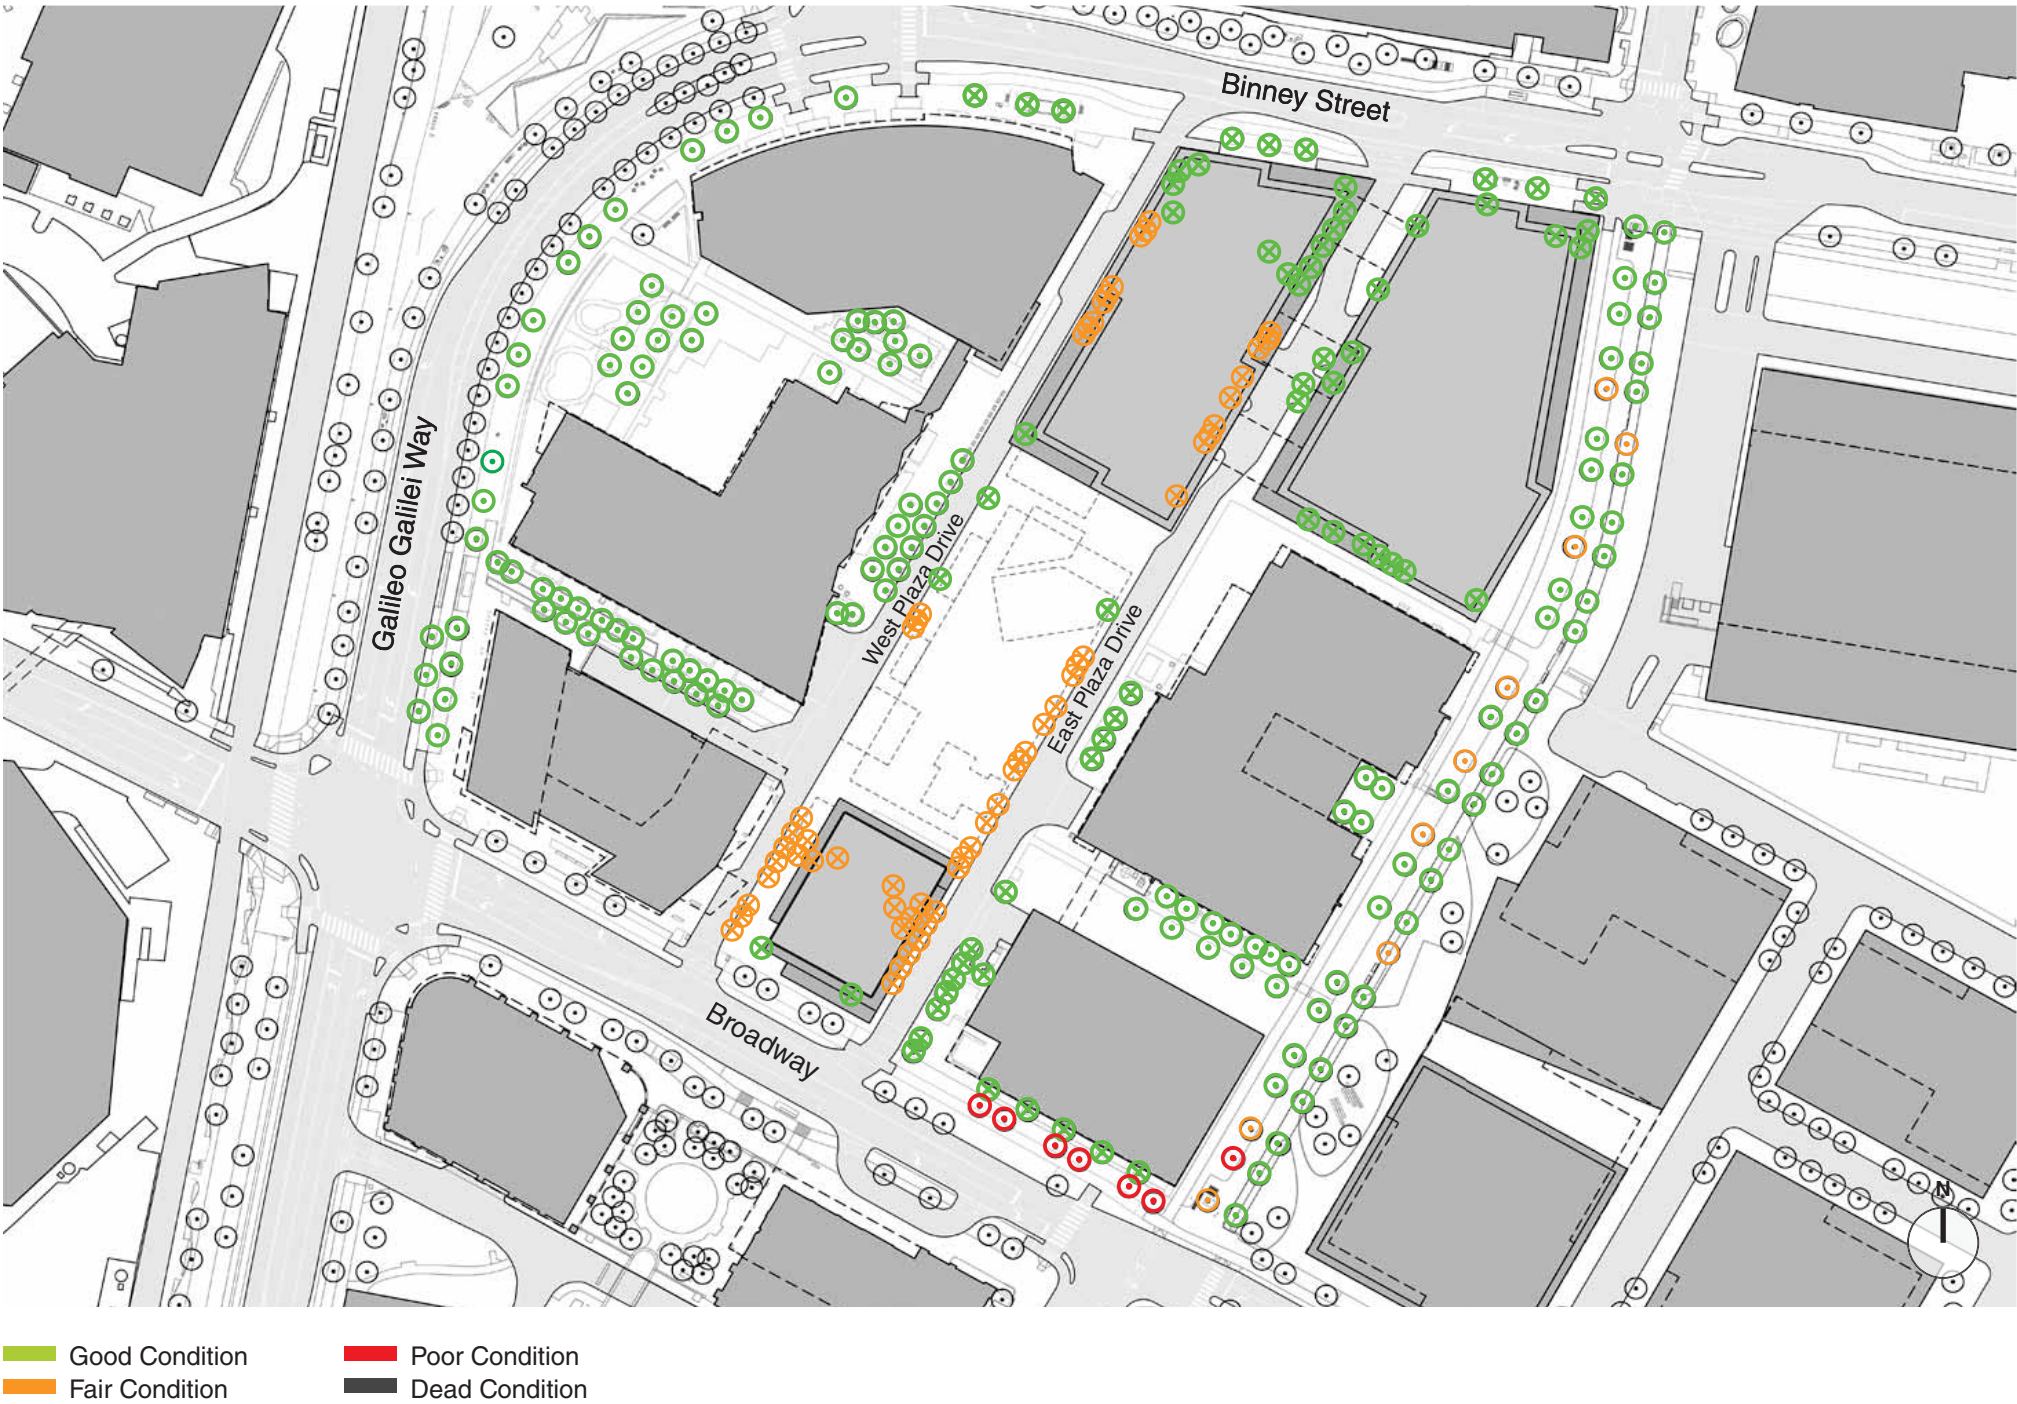 Binney Street
Galileo Galilei Way
West Plaza Drive
East Plaza Drive
Broadway
N
Good Condition
Fair Condition
Poor Condition
Dead Condition